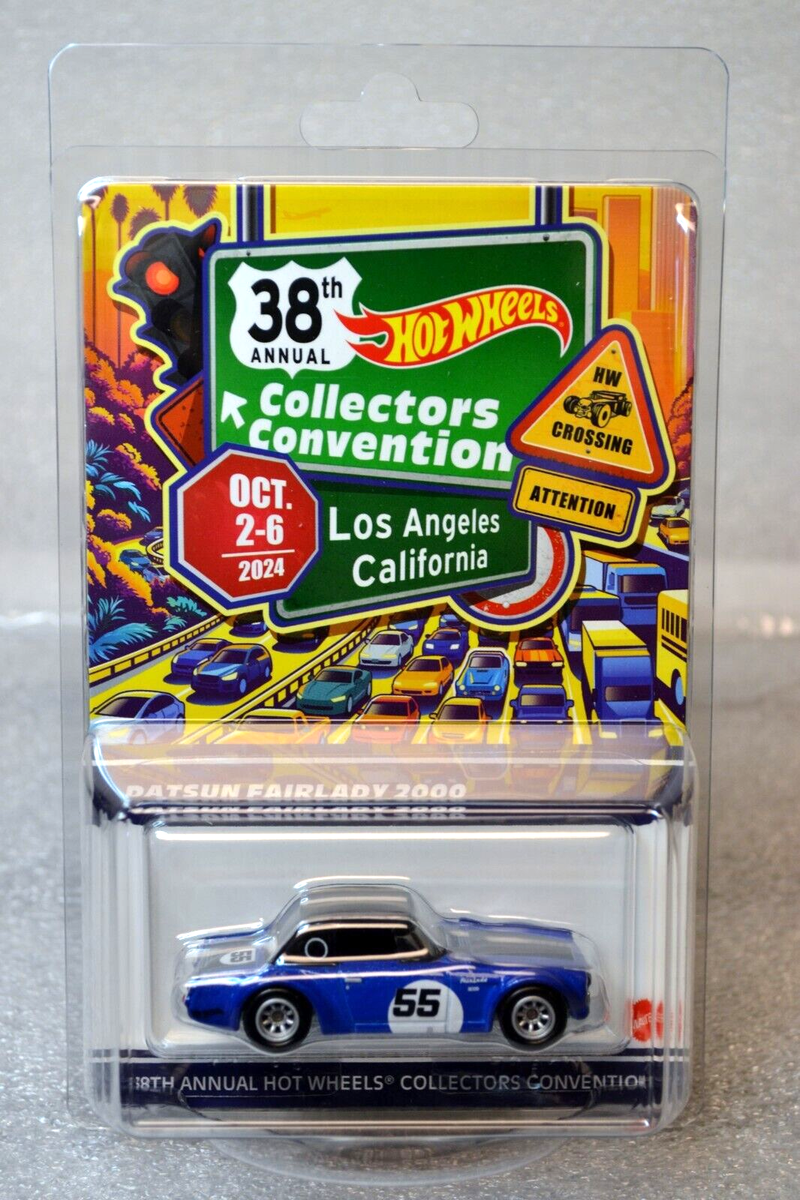 38th
ANNUAL
HOT WHEELS
Collectors
Convention
HW
CROSSING
ATTENTION
OCT.
2-6
2024
Los Angeles
California
DATSUN FAIRLADY 2000
55
55
38TH ANNUAL HOT WHEELS® COLLECTORS CONVENTION